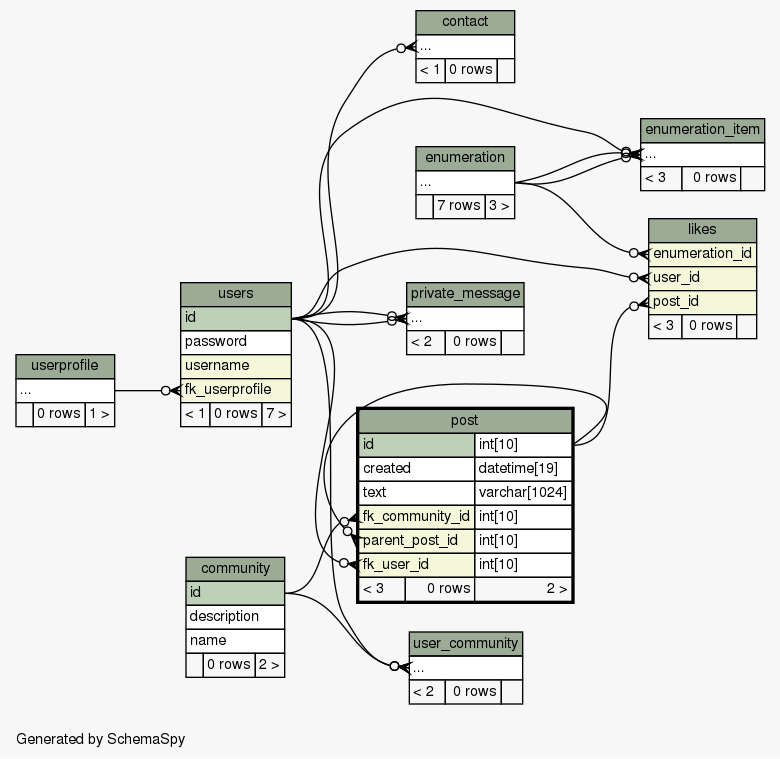 contact
...
< 1 0 rows
enumeration_item
...
< 3 0 rows
enumeration
...
7 rows 3 >
likes
enumeration_id
user_id
post_id
< 3 0 rows
users
id
password
username
fk_userprofile
< 1 0 rows 7 >
private_message
...
< 2 0 rows
userprofile
...
0 rows 1 >
post
id int[10]
created datetime[19]
text varchar[1024]
fk_community_id int[10]
parent_post_id int[10]
fk_user_id int[10]
< 3 0 rows 2 >
community
id
description
name
0 rows 2 >
user_community
...
< 2 0 rows
Generated by SchemaSpy